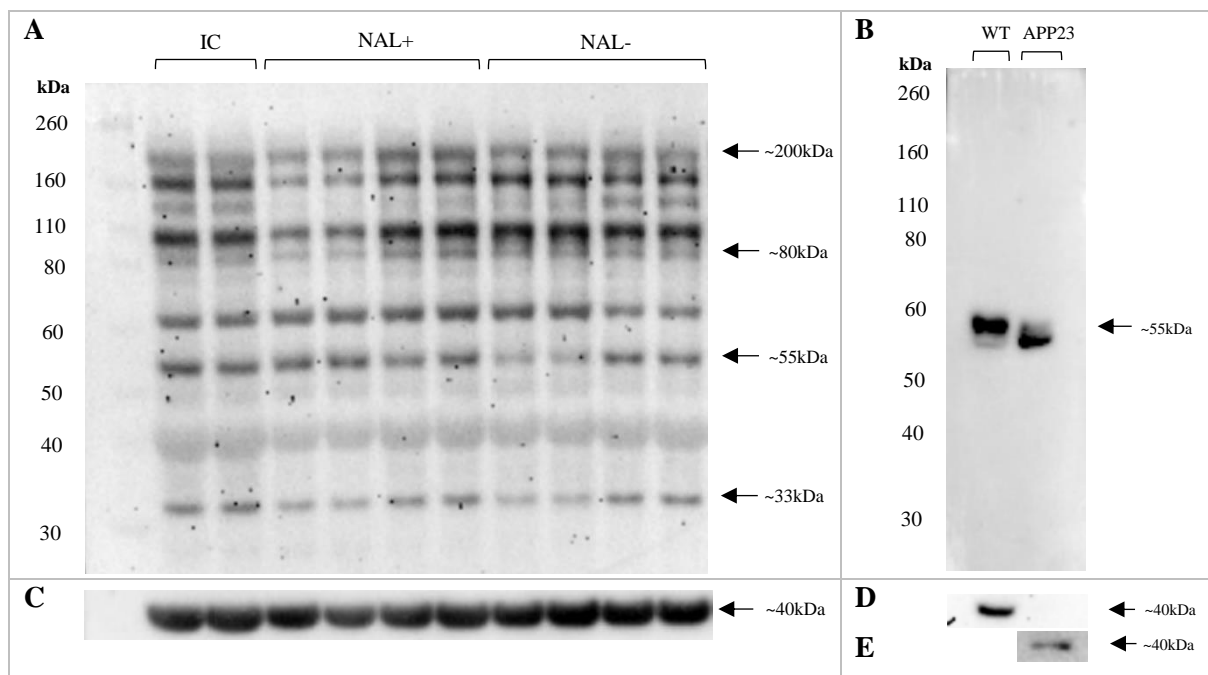 A
IC NAL+ NAL-
kDa
260
160
110
80
60
50
40
30
~200kDa
~80kDa
~55kDa
~33kDa
B
WT APP23
kDa
260
160
110
80
60
50
40
30
~55kDa
C
~40kDa
D
~40kDa
E
~40kDa